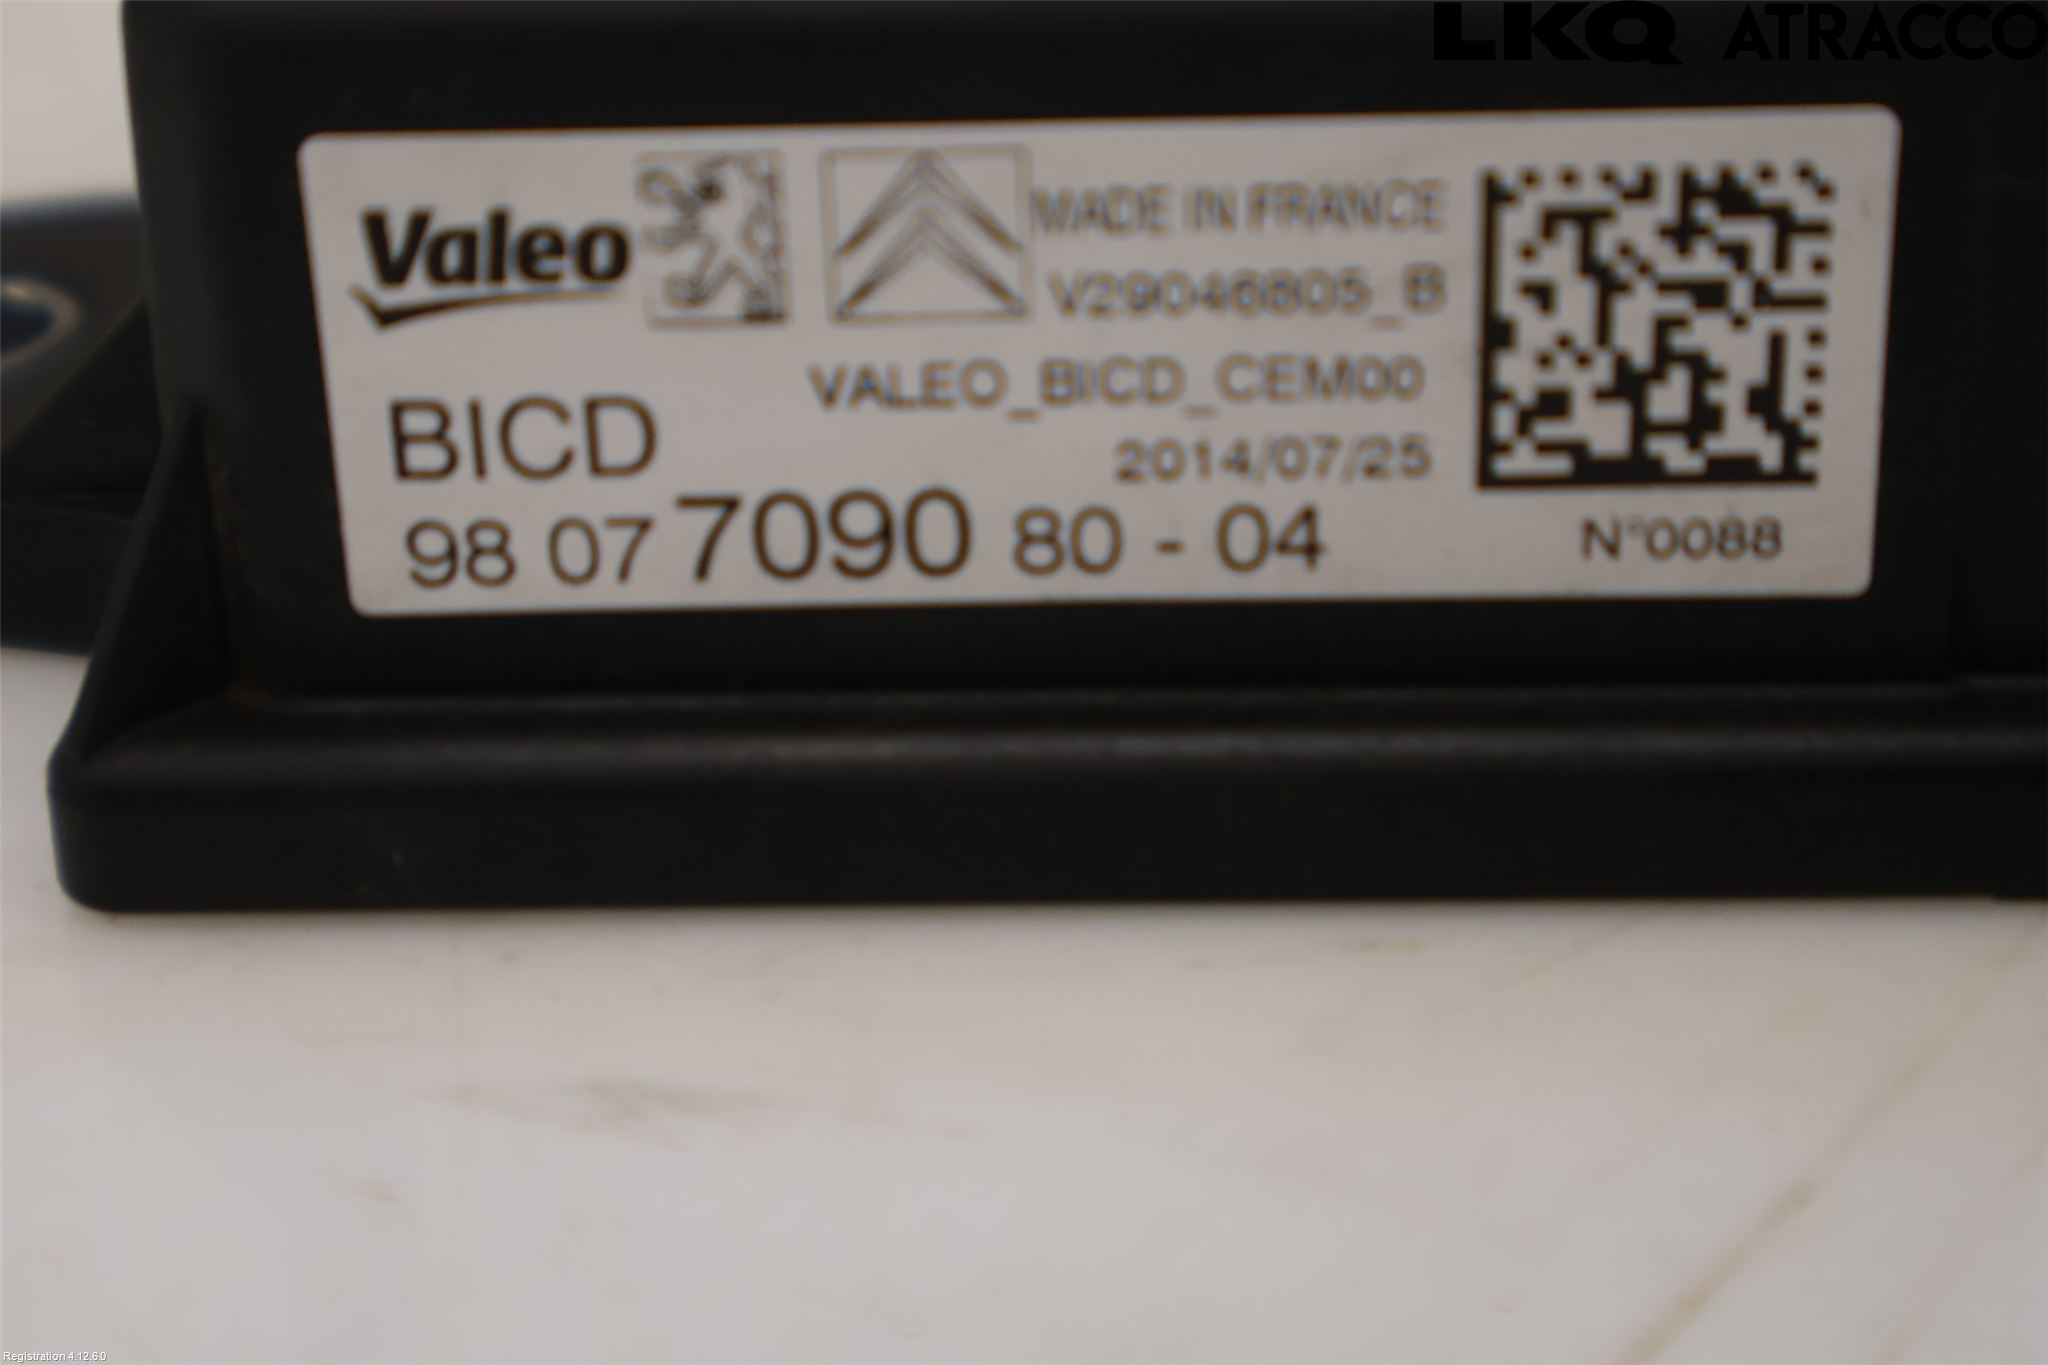 LKQ ATRACCO
Valeo
MADE IN FRANCE
V29046805_B
VALEO_BICD_CEM00
BICD
2014/07/25
98 07 7090 80 - 04
N°0088
Registration 4.12.6.0